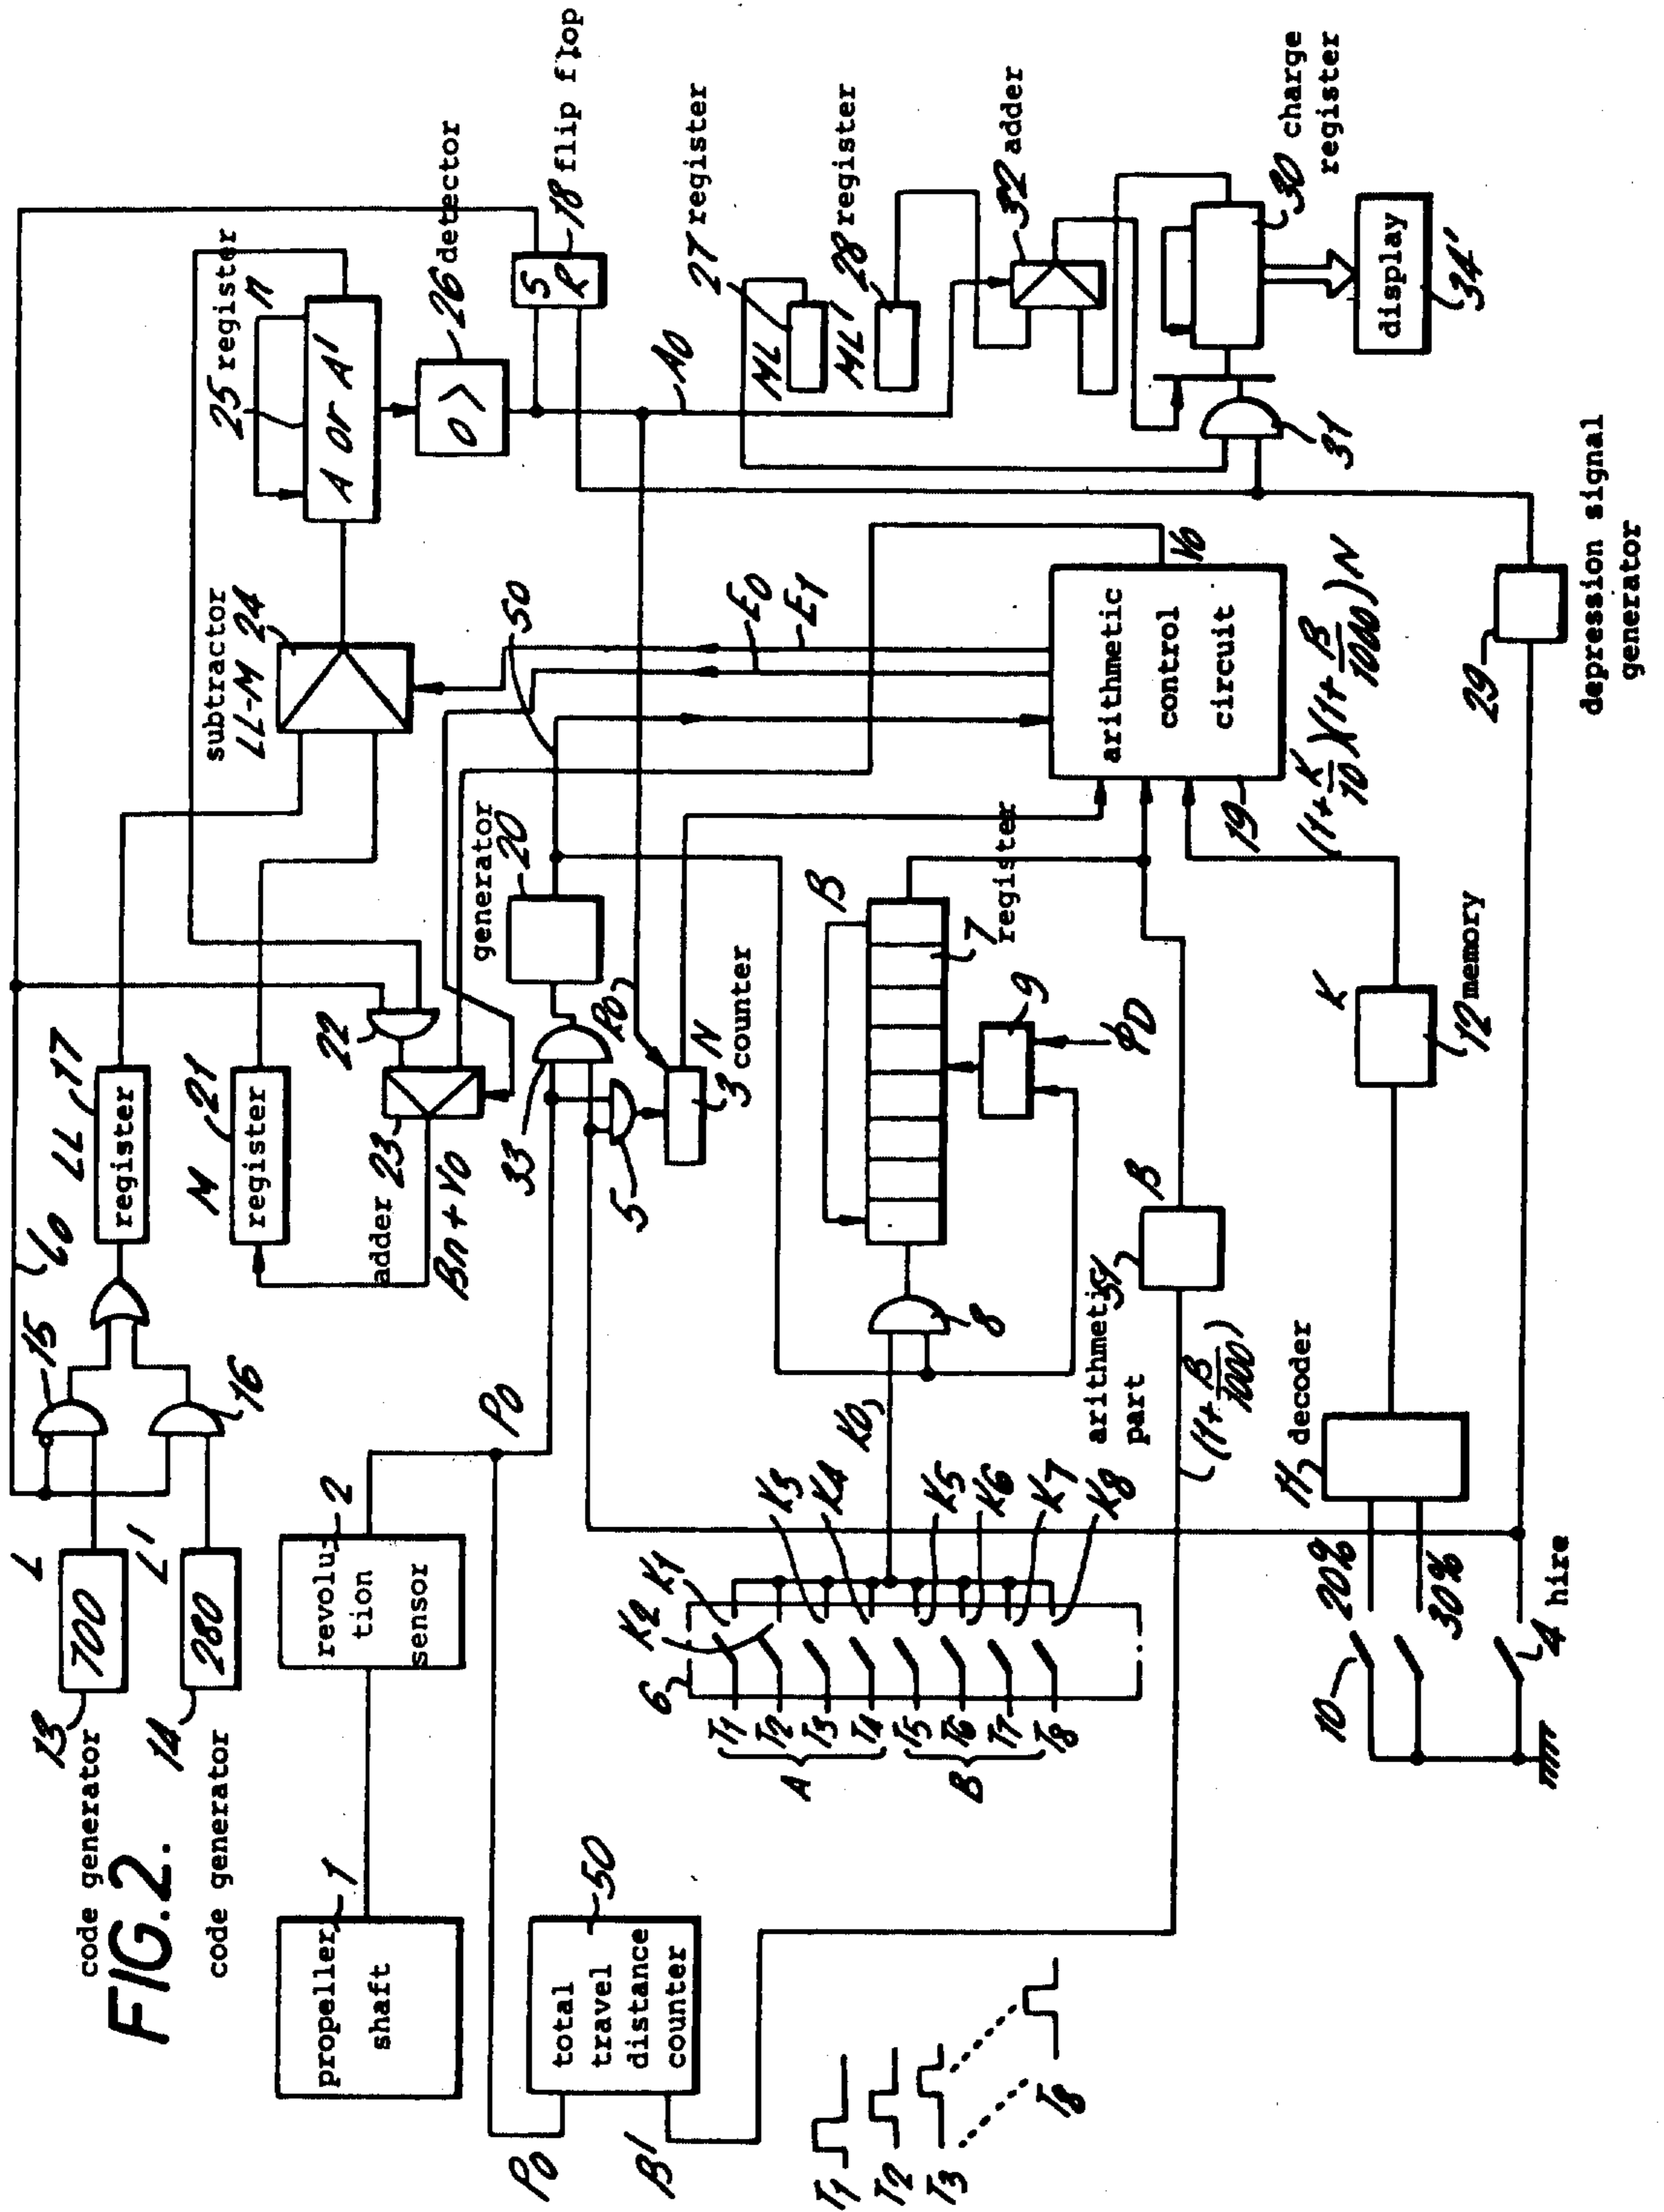 FIG.2.
code generator
13
700
L
code generator
14
280
L'
15
16
60
LL 17
register
M 21
register
adder 23
Bn + V0
22
subtractor
LL-M 24
25 register
A or A'
n
26 detector
0>
S
R
18 flip flop
propeller
shaft
1
revolu-
tion
sensor
2
P0
33
generator
20
50
5
R0
N
3 counter
A0
E0
E1
27 register
ML
28 register
ML'
32 adder
30 charge
register
31
display
34'
total
travel
distance
counter
50
P0
B'
6
K1
K2
K3
K4
K5
K6
K7
K8
T1
T2
T3
T4
T5
T6
T7
T8
A
B
K0
8
B
7
register
9
φD
arithmetic
control
circuit
V0
19
(1+K/10)(1+B/1000)N
arithmetic
part
51
B
(1+B/1000)
10
20%
30%
11 decoder
K
12 memory
4 hire
29
depression signal
generator
T1
T2
T3
T8